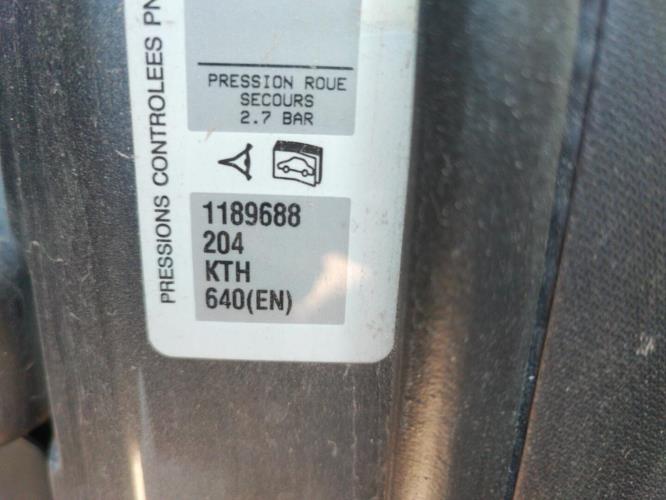 PRESSIONS CONTROLEES PN
PRESSION ROUE
SECOURS
2.7 BAR
1189688
204
KTH
640(EN)